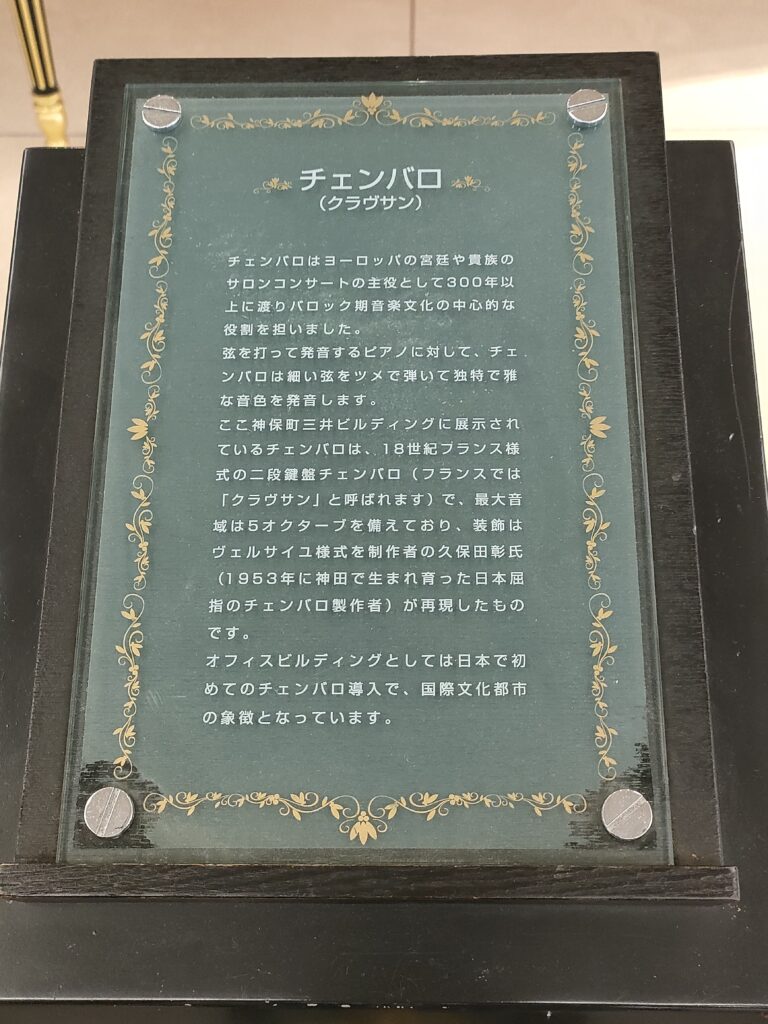 チェンバロ
(クラヴサン)
チェンバロはヨーロッパの宮廷や貴族の
サロンコンサートの主役として300年以
上に渡りバロック期音楽文化の中心的な
役割を担いました。
弦を打って発音するピアノに対して、チェ
ンバロは細い弦をツメで弾いて独特で雅
な音色を発音します。
ここ神保町三井ビルディングに展示され
ているチェンバロは、18世紀フランス様
式の二段鍵盤チェンバロ(フランスでは
「クラヴサン」と呼ばれます)で、最大音
域は5オクターブを備えており、装飾は
ヴェルサイユ様式を制作者の久保田彰氏
(1953年に神田で生まれ育った日本屈
指のチェンバロ製作者)が再現したもの
です。
オフィスビルディングとしては日本で初
めてのチェンバロ導入で、国際文化都市
の象徴となっています。